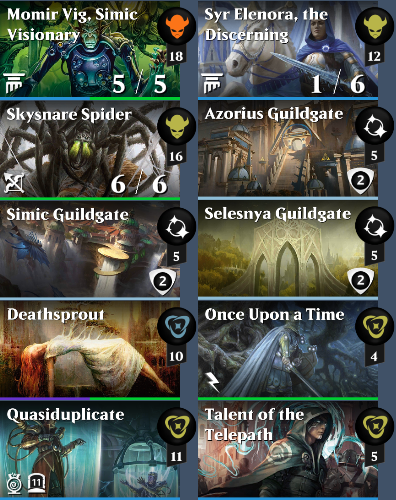 Momir Vig, Simic
Visionary
18
5 / 5
Syr Elenora, the
Discerning
12
1 / 6
Skysnare Spider
16
6 / 6
Azorius Guildgate
5
2
Simic Guildgate
5
2
Selesnya Guildgate
5
2
Deathsprout
10
Once Upon a Time
4
Quasiduplicate
11
11
Talent of the
Telepath
5